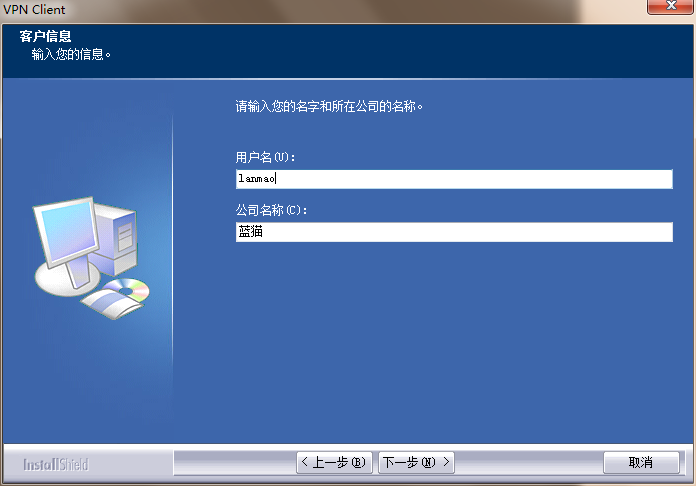 VPN Client
客户信息
输入您的信息。
请输入您的名字和所在公司的名称。
用户名(U):
lanmao
公司名称(C):
蓝猫
InstallShield
< 上一步(B)
下一步(N) >
取消